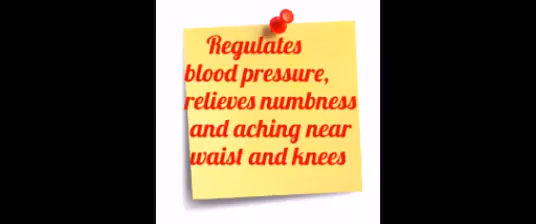 Regulates
blood pressure,
relieves numbness
and aching near
waist and knees